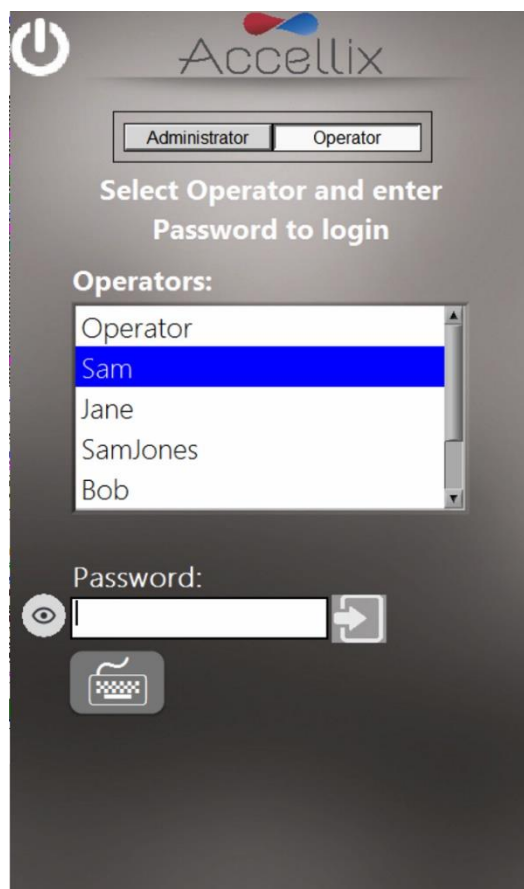 Accellix
Administrator Operator
Select Operator and enter
Password to login
Operators:
Operator
Sam
Jane
SamJones
Bob
Password: